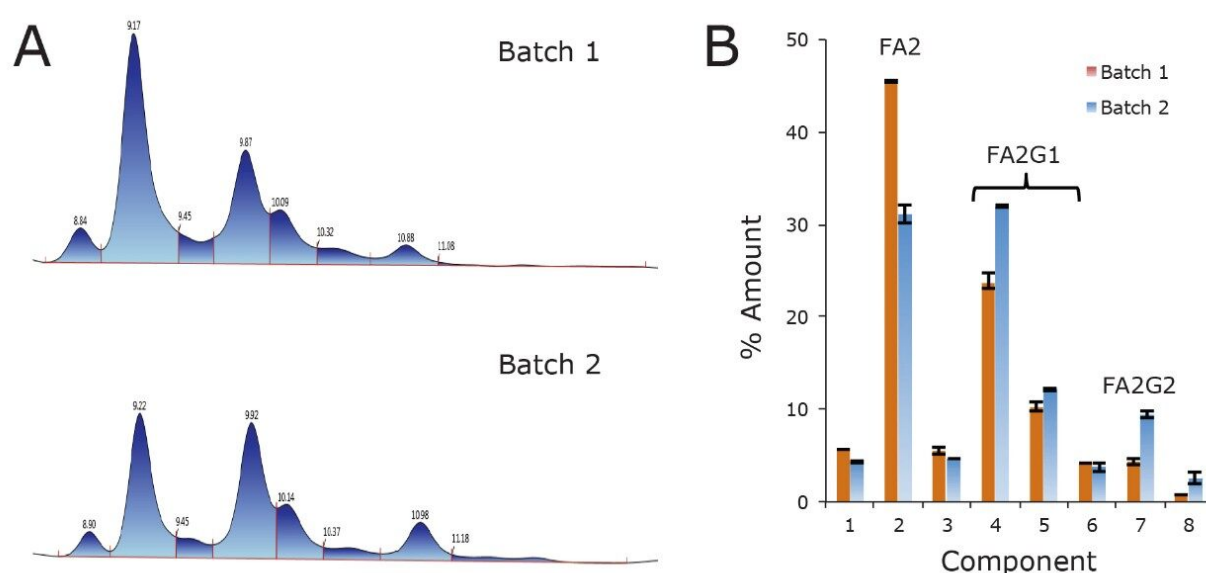 A
Batch 1
9.17
8.84
9.45
9.87
10.09
10.32
10.88
11.08
Batch 2
9.22
8.90
9.45
9.92
10.14
10.37
10.98
11.18
B
% Amount
50
40
30
20
10
0
FA2
Batch 1
Batch 2
FA2G1
FA2G2
1 2 3 4 5 6 7 8
Component